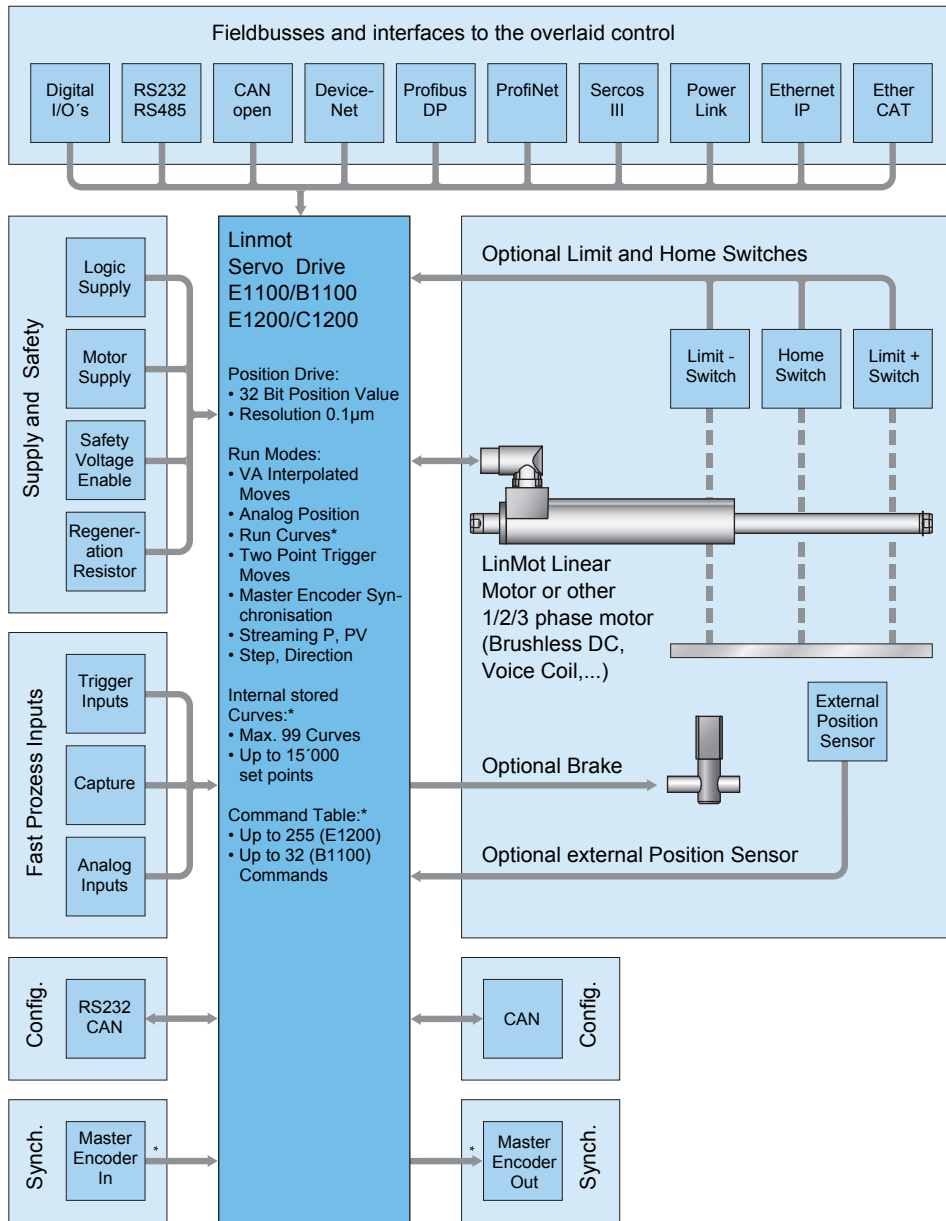 Fieldbusses and interfaces to the overlaid control
Digital
I/O´s
RS232
RS485
CAN
open
Device-
Net
Profibus
DP
ProfiNet
Sercos
III
Power
Link
Ethernet
IP
Ether
CAT
Supply and Safety
Logic
Supply
Motor
Supply
Safety
Voltage
Enable
Regener-
ation
Resistor
Fast Prozess Inputs
Trigger
Inputs
Capture
Analog
Inputs
Config.
RS232
CAN
Synch.
Master
Encoder
In
*
Linmot
Servo Drive
E1100/B1100
E1200/C1200
Position Drive:
• 32 Bit Position Value
• Resolution 0.1µm
Run Modes:
• VA Interpolated
Moves
• Analog Position
• Run Curves*
• Two Point Trigger
Moves
• Master Encoder Syn-
chronisation
• Streaming P, PV
• Step, Direction
Internal stored
Curves:*
• Max. 99 Curves
• Up to 15´000
set points
Command Table:*
• Up to 255 (E1200)
• Up to 32 (B1100)
Commands
Optional Limit and Home Switches
Limit -
Switch
Home
Switch
Limit +
Switch
LinMot Linear
Motor or other
1/2/3 phase motor
(Brushless DC,
Voice Coil,...)
External
Position
Sensor
Optional Brake
Optional external Position Sensor
CAN
Config.
*
Master
Encoder
Out
Synch.